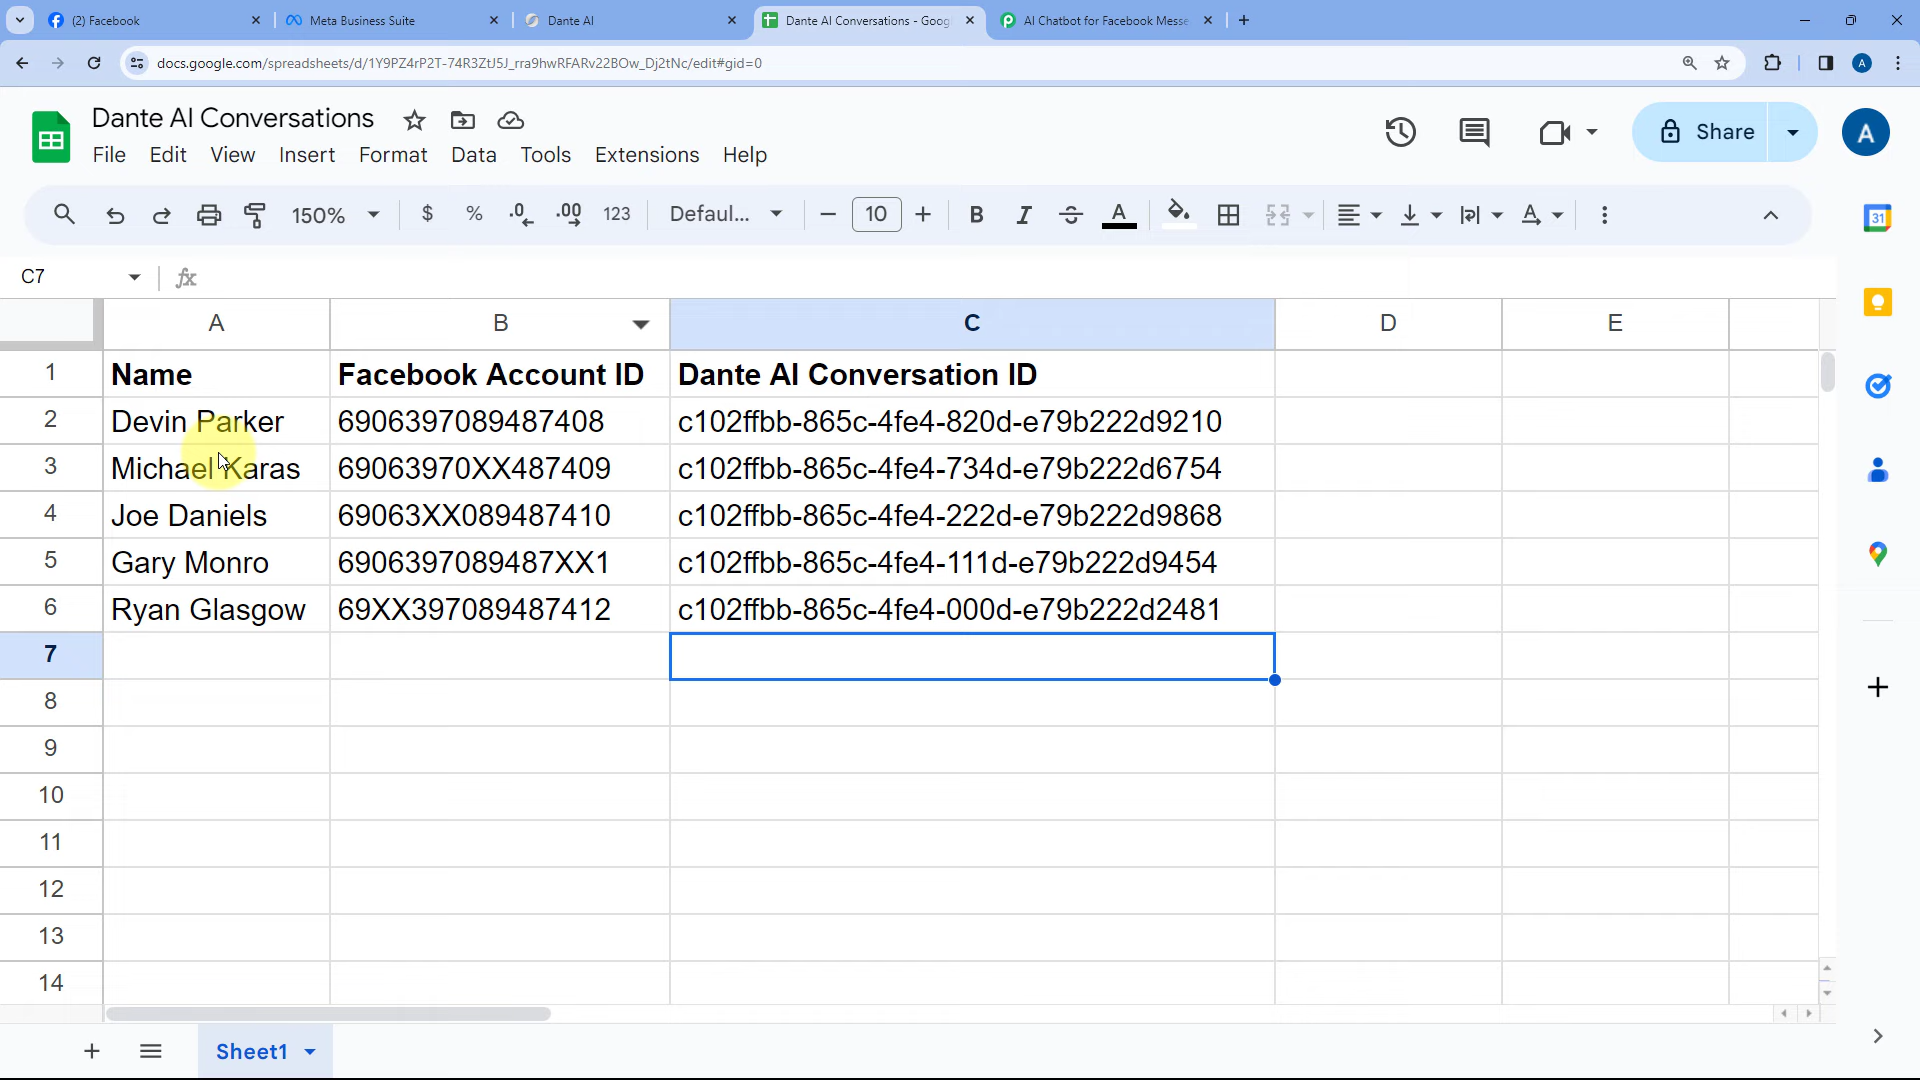 (2) Facebook
Meta Business Suite
Dante AI
Dante AI Conversations - Goog
AI Chatbot for Facebook Messe
docs.google.com/spreadsheets/d/1Y9PZ4rP2T-74R3ZtJ5J_rra9hwRFARv22BOw_Dj2tNc/edit#gid=0
A
Dante AI Conversations
Share
A
File Edit View Insert Format Data Tools Extensions Help
150% $ % .0 .00 123 Defaul... 10 B I A A
31
C7
fx
A B C D E
1 Name Facebook Account ID Dante AI Conversation ID
2 Devin Parker 6906397089487408 c102ffbb-865c-4fe4-820d-e79b222d9210
3 Michael Karas 69063970XX487409 c102ffbb-865c-4fe4-734d-e79b222d6754
4 Joe Daniels 69063XX089487410 c102ffbb-865c-4fe4-222d-e79b222d9868
5 Gary Monro 6906397089487XX1 c102ffbb-865c-4fe4-111d-e79b222d9454
6 Ryan Glasgow 69XX397089487412 c102ffbb-865c-4fe4-000d-e79b222d2481
7
8
9
10
11
12
13
14
Sheet1